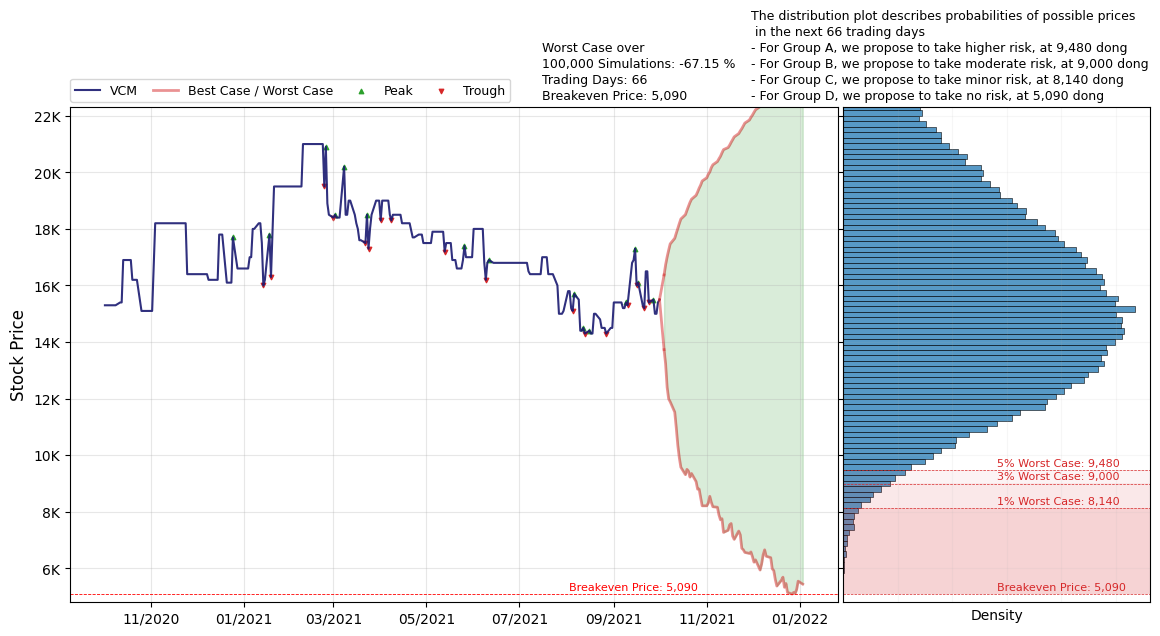 The distribution plot describes probabilities of possible prices
in the next 66 trading days
- For Group A, we propose to take higher risk, at 9,480 dong
- For Group B, we propose to take moderate risk, at 9,000 dong
- For Group C, we propose to take minor risk, at 8,140 dong
- For Group D, we propose to take no risk, at 5,090 dong
Worst Case over
100,000 Simulations: -67.15 %
Trading Days: 66
Breakeven Price: 5,090
VCM
Best Case / Worst Case
Peak
Trough
Stock Price
22K
20K
18K
16K
14K
12K
10K
8K
6K
Breakeven Price: 5,090
11/2020
01/2021
03/2021
05/2021
07/2021
09/2021
11/2021
01/2022
5% Worst Case: 9,480
3% Worst Case: 9,000
1% Worst Case: 8,140
Breakeven Price: 5,090
Density